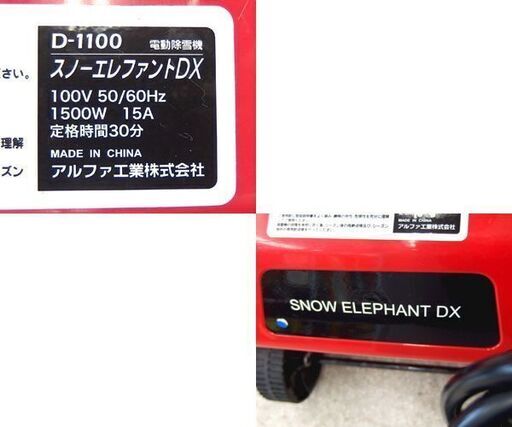 D-1100 電動除雪機
スノーエレファントDX
100V 50/60Hz
1500W 15A
定格時間30分
MADE IN CHINA
アルファ工業株式会社
さい。
理解
ズン
アルファ工業株式会社
SNOW ELEPHANT DX